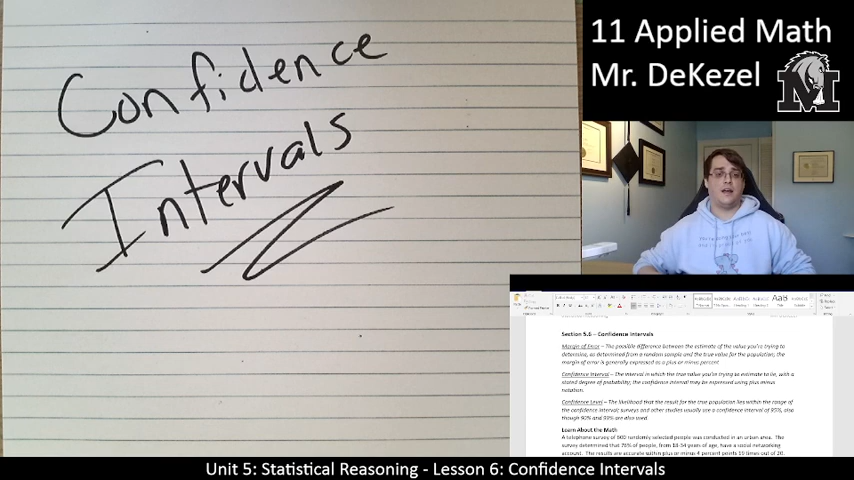 Confidence
Intervals
11 Applied Math
Mr. DeKezel
M
Section 5.6 – Confidence Intervals
Margin of Error – The possible difference between the estimate of the value you're trying to
determine, as determined from a random sample and the true value for the population; the
margin of error is generally expressed as a plus or minus percent
Confidence Interval – The interval in which the true value you're trying to estimate to lie, with a
stated degree of probability; the confidence interval may be expressed using plus minus
notation.
Confidence Level – The likelihood that the result for the true population lies within the range of
the confidence interval; surveys and other studies usually use a confidence interval of 95%, also
though 90% and 99% are also used.
Learn About the Math
A telephone survey of 600 randomly selected people was conducted in an urban area. The
survey determined that 76% of people, from 18-34 years of age, have a social networking
account. The results are accurate within plus or minus 4 percent points 19 times out of 20.
Unit 5: Statistical Reasoning - Lesson 6: Confidence Intervals